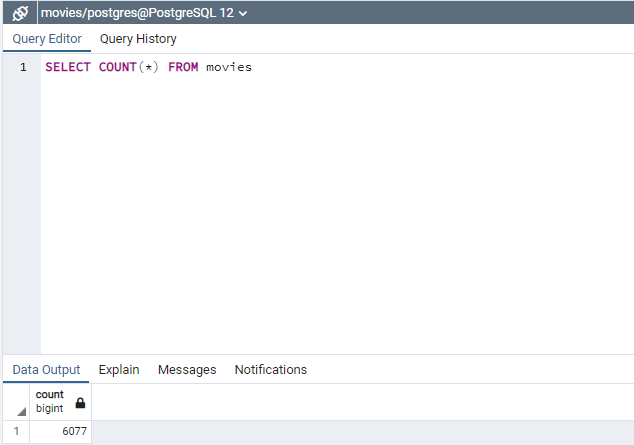 movies/postgres@PostgreSQL 12
Query Editor Query History
1 SELECT COUNT(*) FROM movies
Data Output Explain Messages Notifications
count
bigint
1 6077